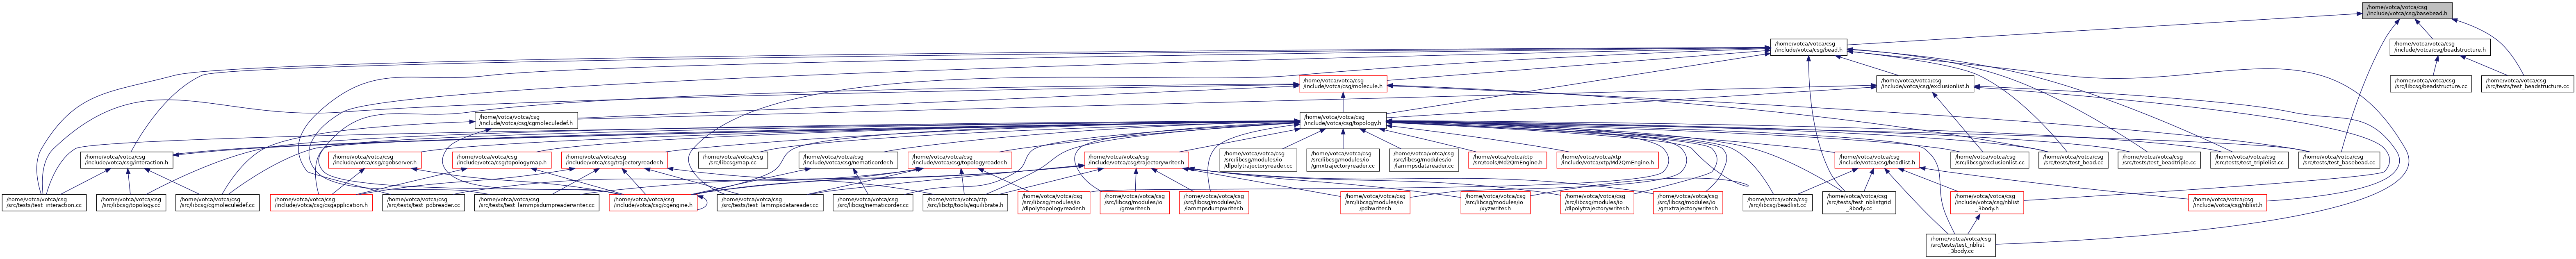 /home/votca/votca/csg
/include/votca/csg/basebead.h
/home/votca/votca/csg
/include/votca/csg/bead.h
/home/votca/votca/csg
/include/votca/csg/beadstructure.h
/home/votca/votca/csg
/include/votca/csg/molecule.h
/home/votca/votca/csg
/include/votca/csg/exclusionlist.h
/home/votca/votca/csg
/src/libcsg/beadstructure.cc
/home/votca/votca/csg
/src/tests/test_beadstructure.cc
/home/votca/votca/csg
/include/votca/csg/cgmoleculedef.h
/home/votca/votca/csg
/include/votca/csg/topology.h
/home/votca/votca/csg
/include/votca/csg/interaction.h
/home/votca/votca/csg
/include/votca/csg/cgobserver.h
/home/votca/votca/csg
/include/votca/csg/topologymap.h
/home/votca/votca/csg
/include/votca/csg/trajectoryreader.h
/home/votca/votca/csg
/src/libcsg/map.cc
/home/votca/votca/csg
/include/votca/csg/nematicorder.h
/home/votca/votca/csg
/include/votca/csg/topologyreader.h
/home/votca/votca/csg
/include/votca/csg/trajectorywriter.h
/home/votca/votca/csg
/src/libcsg/modules/io
/dlpolytrajectoryreader.cc
/home/votca/votca/csg
/src/libcsg/modules/io
/gmxtrajectoryreader.cc
/home/votca/votca/csg
/src/libcsg/modules/io
/lammpsdatareader.cc
/home/votca/votca/ctp
/src/tools/Md2QmEngine.h
/home/votca/votca/xtp
/include/votca/xtp/Md2QmEngine.h
/home/votca/votca/csg
/include/votca/csg/beadlist.h
/home/votca/votca/csg
/src/libcsg/exclusionlist.cc
/home/votca/votca/csg
/src/tests/test_bead.cc
/home/votca/votca/csg
/src/tests/test_beadtriple.cc
/home/votca/votca/csg
/src/tests/test_triplelist.cc
/home/votca/votca/csg
/src/tests/test_basebead.cc
/home/votca/votca/csg
/src/tests/test_interaction.cc
/home/votca/votca/csg
/src/libcsg/topology.cc
/home/votca/votca/csg
/src/libcsg/cgmoleculedef.cc
/home/votca/votca/csg
/include/votca/csg/csgapplication.h
/home/votca/votca/csg
/src/tests/test_pdbreader.cc
/home/votca/votca/csg
/src/tests/test_lammpsdumpreaderwriter.cc
/home/votca/votca/csg
/include/votca/csg/cgengine.h
/home/votca/votca/csg
/src/tests/test_lammpsdatareader.cc
/home/votca/votca/csg
/src/libcsg/nematicorder.cc
/home/votca/votca/ctp
/src/libctp/tools/equilibrate.h
/home/votca/votca/csg
/src/libcsg/modules/io
/dlpolytopologyreader.h
/home/votca/votca/csg
/src/libcsg/modules/io
/growriter.h
/home/votca/votca/csg
/src/libcsg/modules/io
/lammpsdumpwriter.h
/home/votca/votca/csg
/src/libcsg/modules/io
/pdbwriter.h
/home/votca/votca/csg
/src/libcsg/modules/io
/xyzwriter.h
/home/votca/votca/csg
/src/libcsg/modules/io
/dlpolytrajectorywriter.h
/home/votca/votca/csg
/src/libcsg/modules/io
/gmxtrajectorywriter.h
/home/votca/votca/csg
/src/libcsg/beadlist.cc
/home/votca/votca/csg
/src/tests/test_nblistgrid
_3body.cc
/home/votca/votca/csg
/include/votca/csg/nblist
_3body.h
/home/votca/votca/csg
/include/votca/csg/nblist.h
/home/votca/votca/csg
/src/tests/test_nblist
_3body.cc